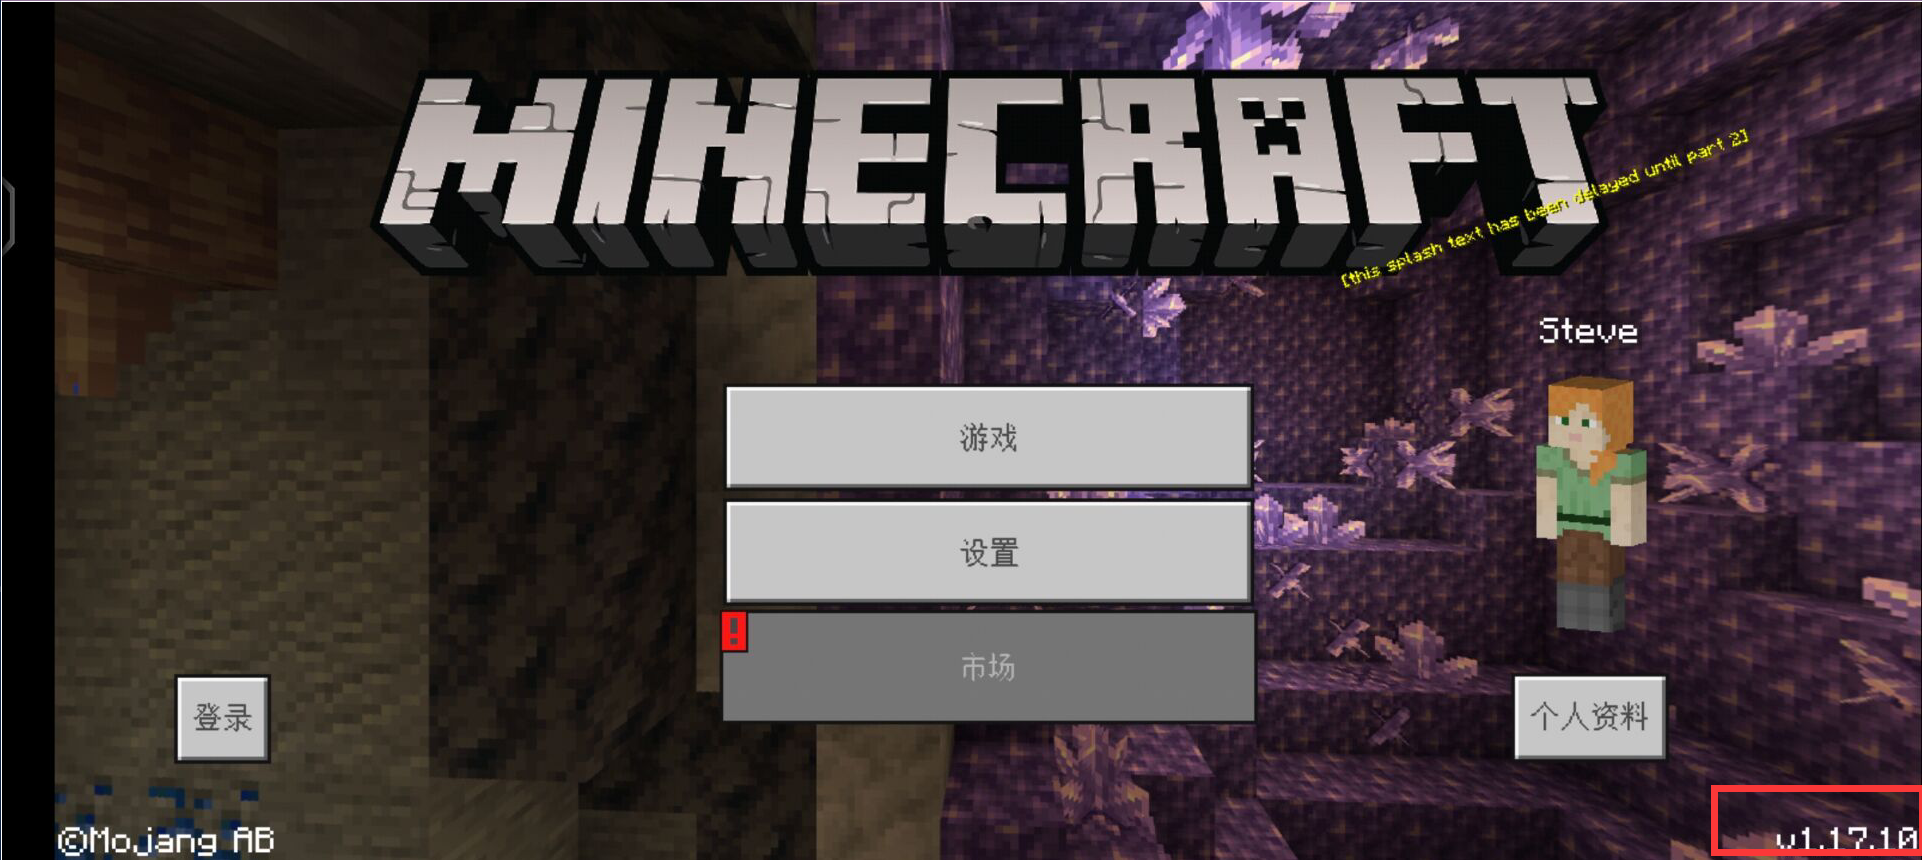 MINECRAFT
[this splash text has been delayed until part 2]
Steve
游戏
设置
!
市场
登录
个人资料
©Mojang AB
v1.17.10